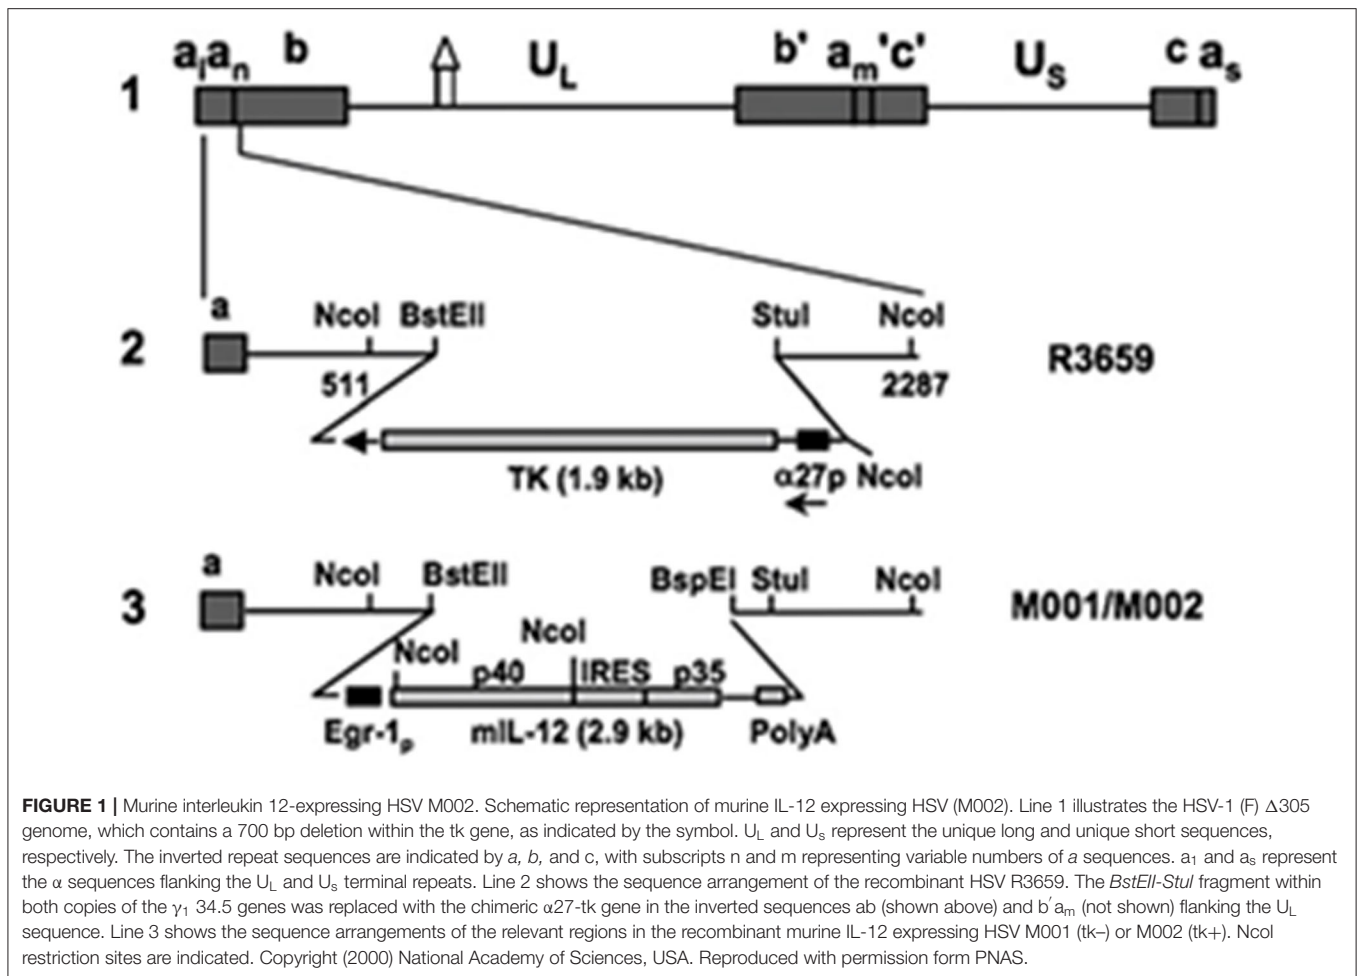 aₗaₙ b U_L b' aₘ'c' U_S c aₛ
1
a
NcoI BstEII StuI NcoI
2 R3659
511 2287
TK (1.9 kb) α27p NcoI
a
NcoI BstEII BspEI StuI NcoI
3 M001/M002
NcoI
NcoI p40 IRES p35
Egr-1ₚ mIL-12 (2.9 kb) PolyA
FIGURE 1 | Murine interleukin 12-expressing HSV M002. Schematic representation of murine IL-12 expressing HSV (M002). Line 1 illustrates the HSV-1 (F) Δ305
genome, which contains a 700 bp deletion within the tk gene, as indicated by the symbol. U_L and Uₛ represent the unique long and unique short sequences,
respectively. The inverted repeat sequences are indicated by a, b, and c, with subscripts n and m representing variable numbers of a sequences. a₁ and aₛ represent
the α sequences flanking the U_L and Uₛ terminal repeats. Line 2 shows the sequence arrangement of the recombinant HSV R3659. The BstEII-StuI fragment within
both copies of the γ₁ 34.5 genes was replaced with the chimeric α27-tk gene in the inverted sequences ab (shown above) and b′aₘ (not shown) flanking the U_L
sequence. Line 3 shows the sequence arrangements of the relevant regions in the recombinant murine IL-12 expressing HSV M001 (tk–) or M002 (tk+). NcoI
restriction sites are indicated. Copyright (2000) National Academy of Sciences, USA. Reproduced with permission form PNAS.